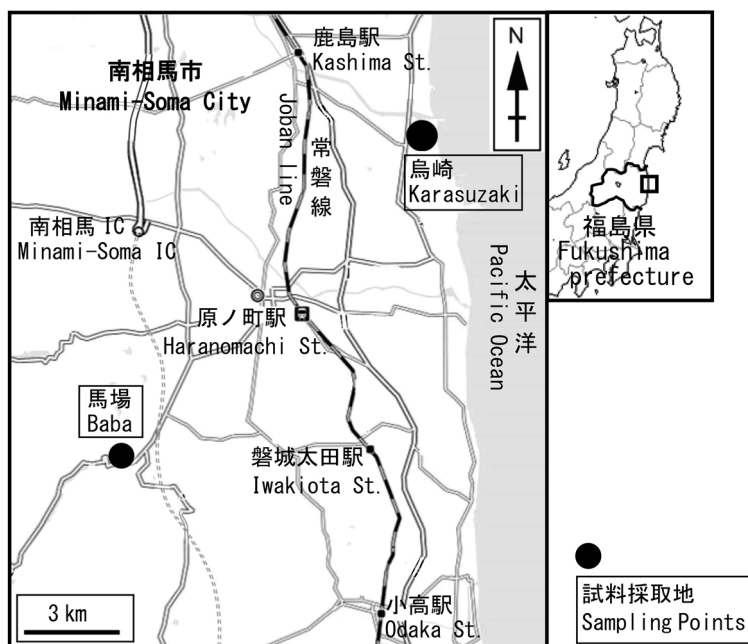 鹿島駅
Kashima St.
南相馬市
Minami-Soma City
N
Joban Line
常磐線
烏崎
Karasuzaki
南相馬 IC
Minami-Soma IC
福島県
Fukushima
prefecture
太平洋
Pacific Ocean
原ノ町駅
Haranomachi St.
馬場
Baba
磐城太田駅
Iwakiota St.
3 km
小高駅
Odaka St.
試料採取地
Sampling Points